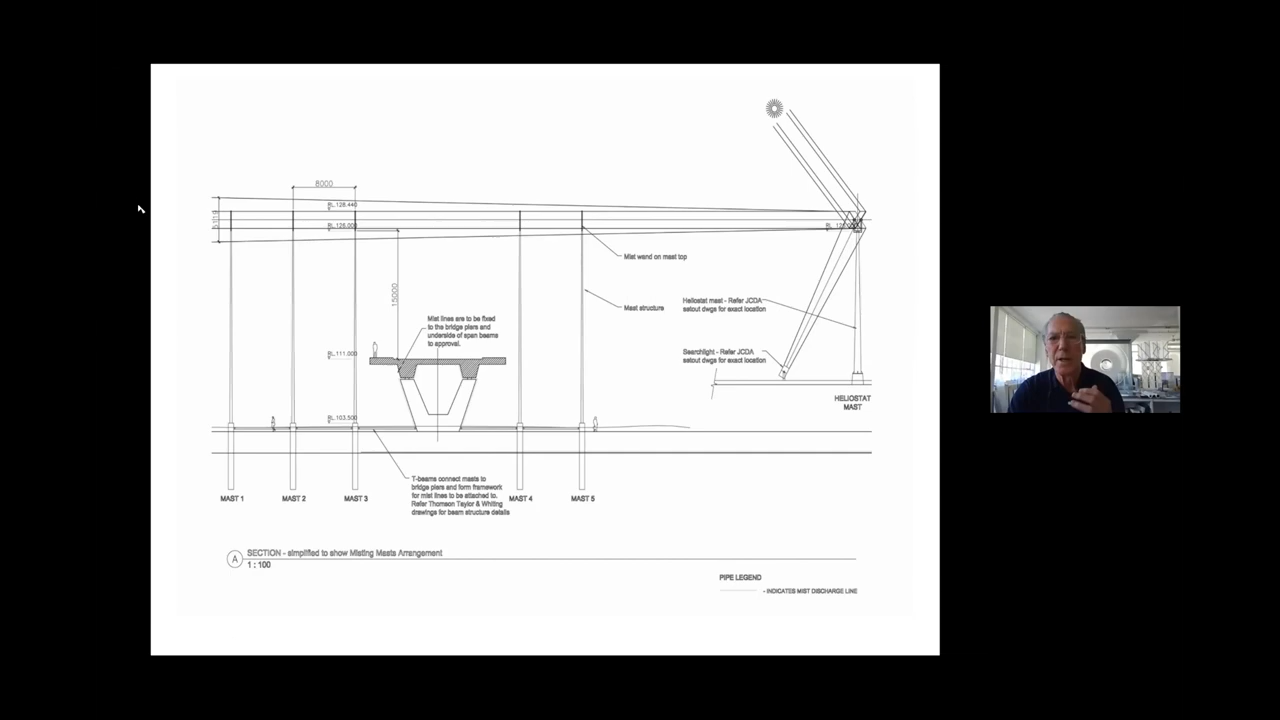 8000
RL.128.440
RL.126.000
Mist wand on mast top
15000
Mast structure
Heliostat mast - Refer JCDA
setout dwgs for exact location
Mist lines are to be fixed
to the bridge piers and
underside of span beams
to approval.
RL.111.000
Searchlight - Refer JCDA
setout dwgs for exact location
HELIOSTAT
MAST
RL.103.500
T-beams connect masts to
bridge piers and form framework
for mist lines to be attached to.
Refer Thomson Taylor & Whiting
drawings for beam structure details
MAST 1
MAST 2
MAST 3
MAST 4
MAST 5
A
SECTION - simplified to show Misting Masts Arrangement
1 : 100
PIPE LEGEND
- INDICATES MIST DISCHARGE LINE